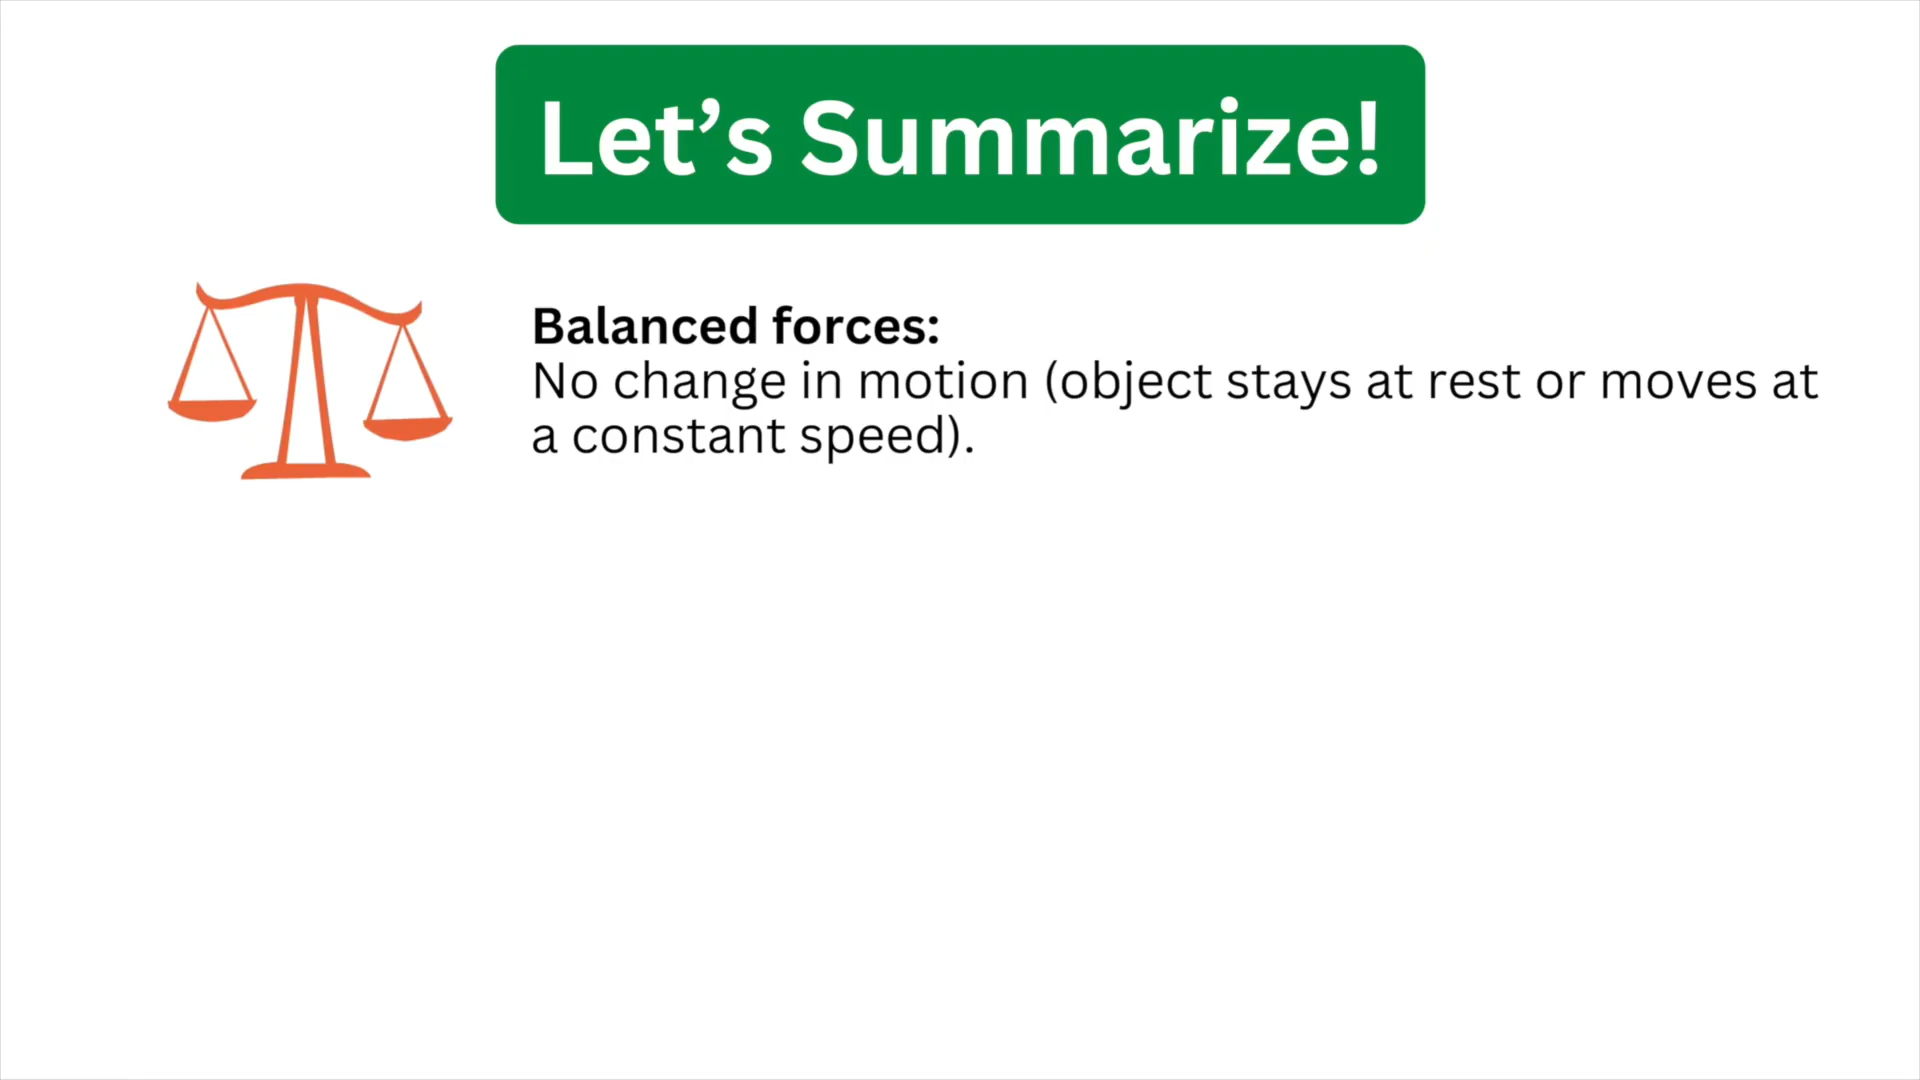 Let’s Summarize!
Balanced forces:
No change in motion (object stays at rest or moves at
a constant speed).